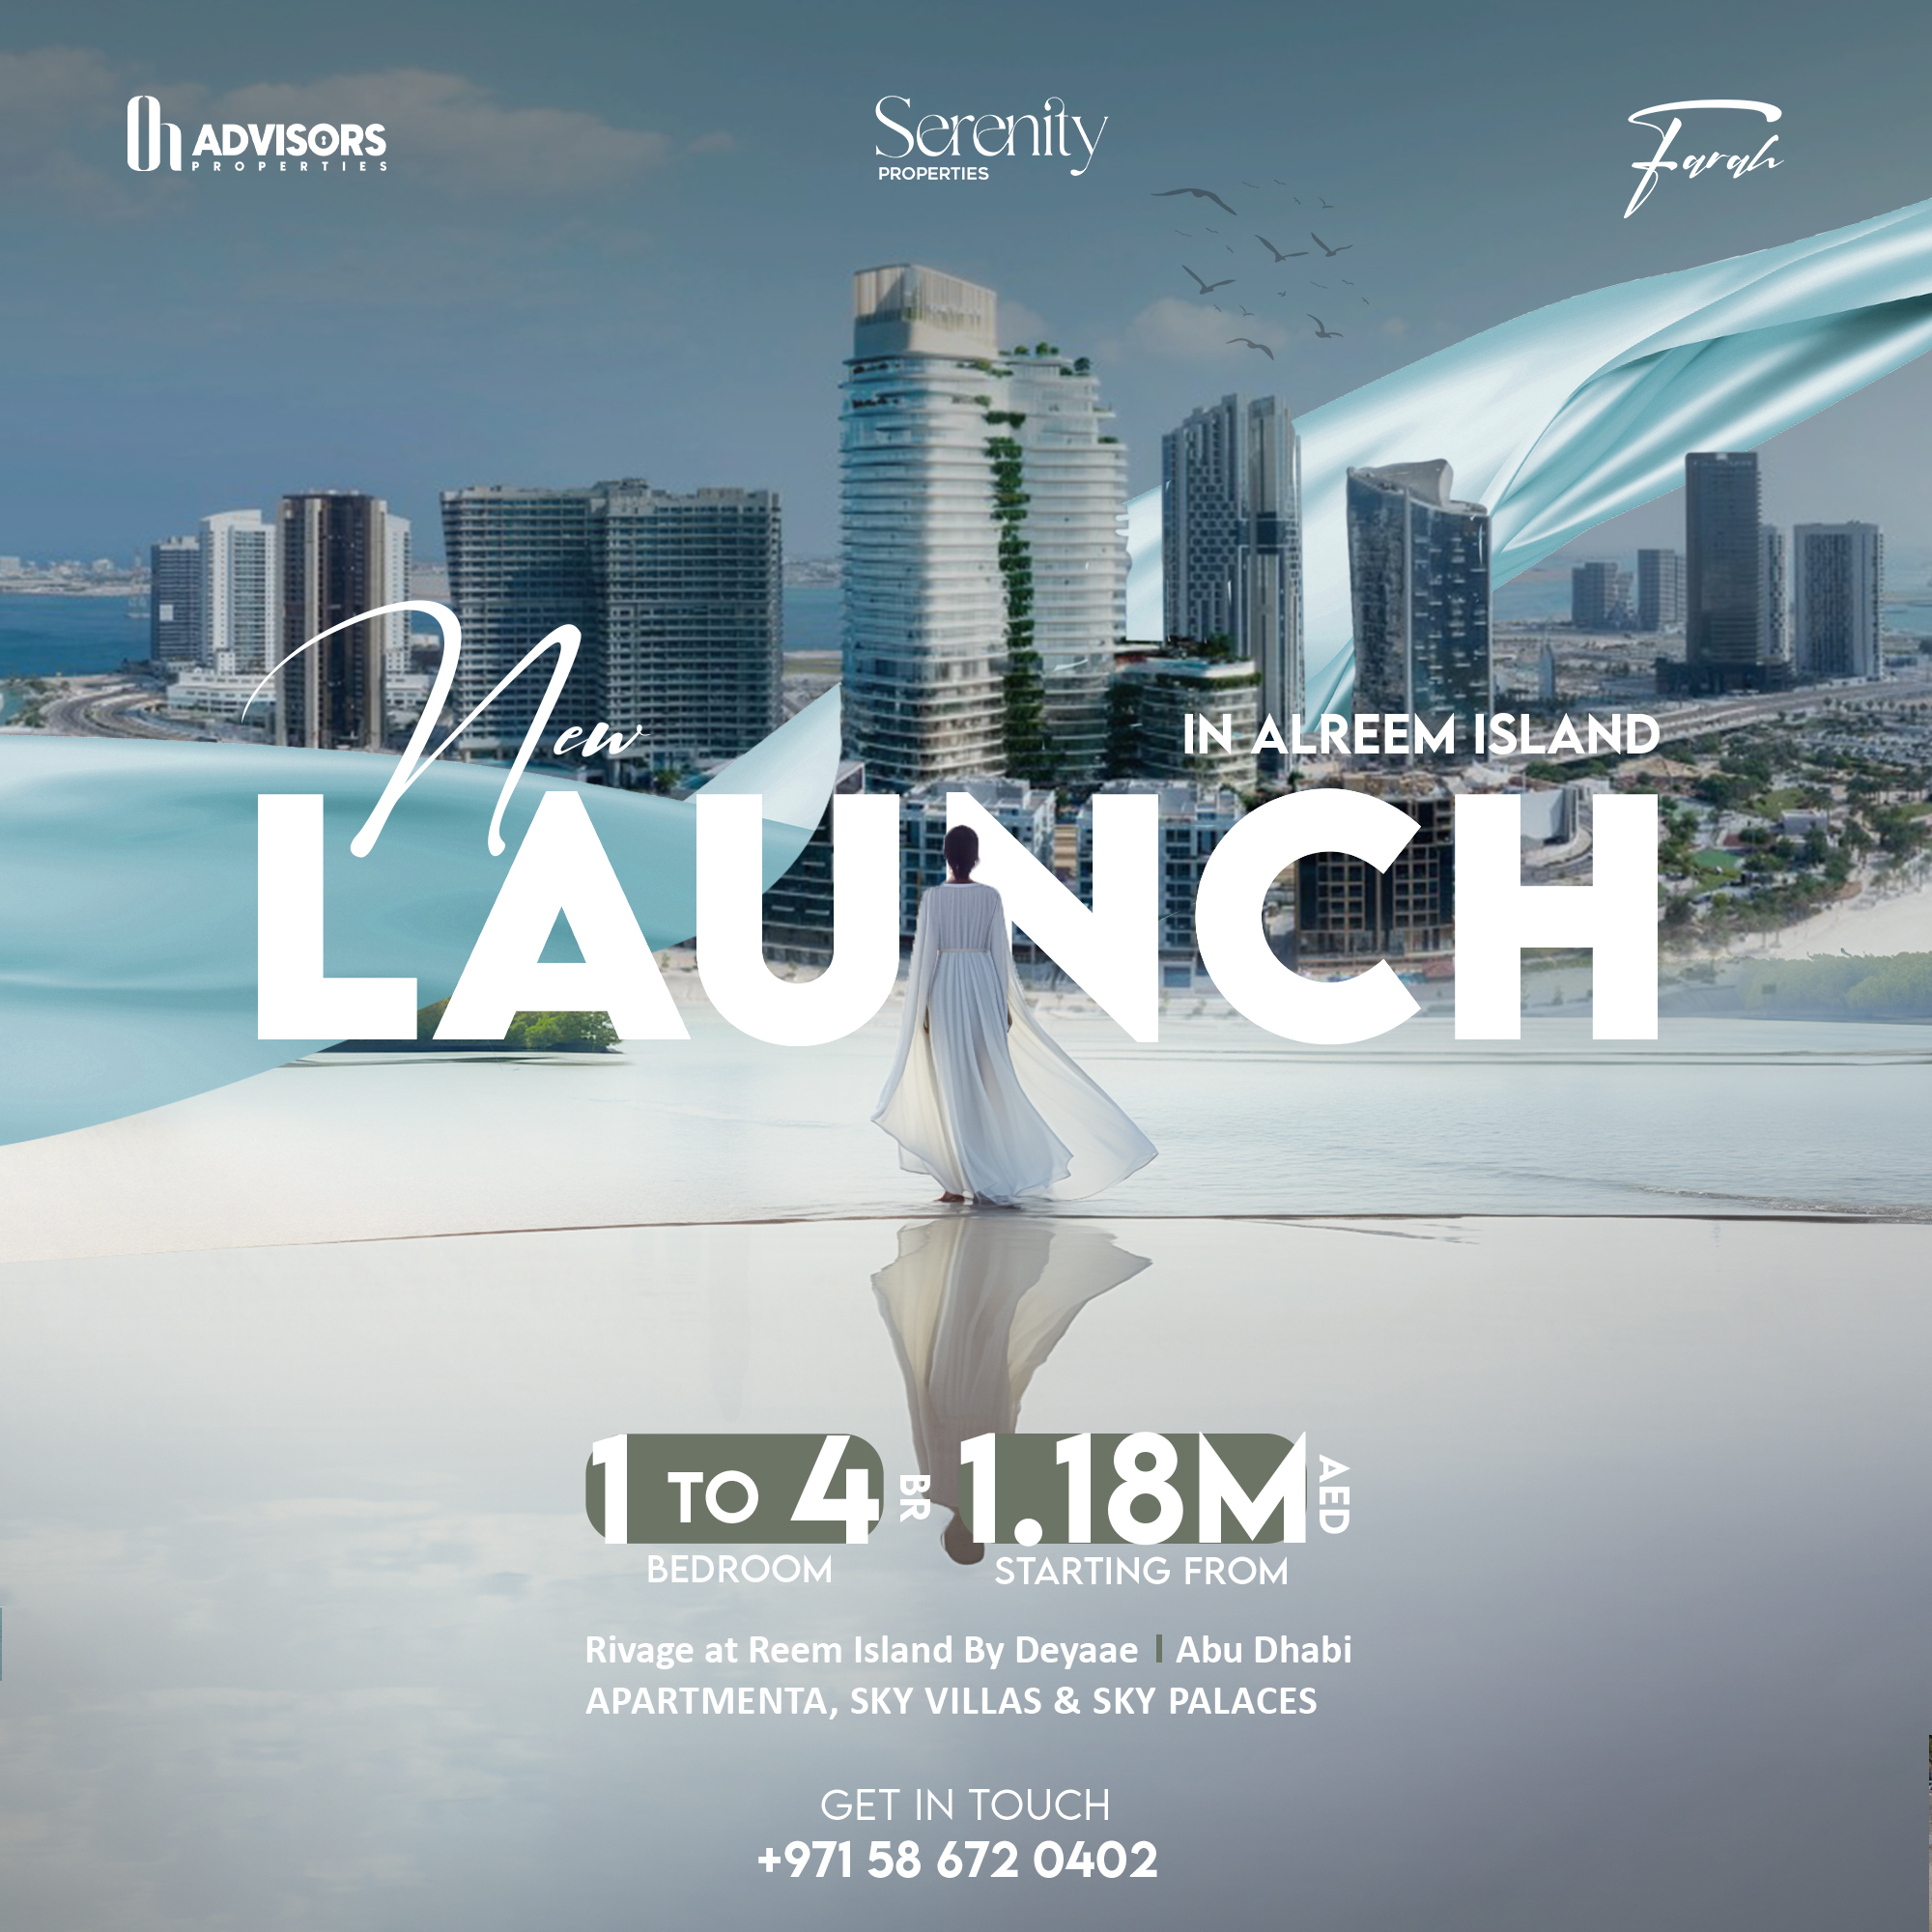 Oh ADVISORS
PROPERTIES
Serenity
PROPERTIES
Farah
New
IN ALREEM ISLAND
LAUNCH
1 TO 4 BR
BEDROOM
1.18M AED
STARTING FROM
Rivage at Reem Island By Deyaae | Abu Dhabi
APARTMENTA, SKY VILLAS & SKY PALACES
GET IN TOUCH
+971 58 672 0402